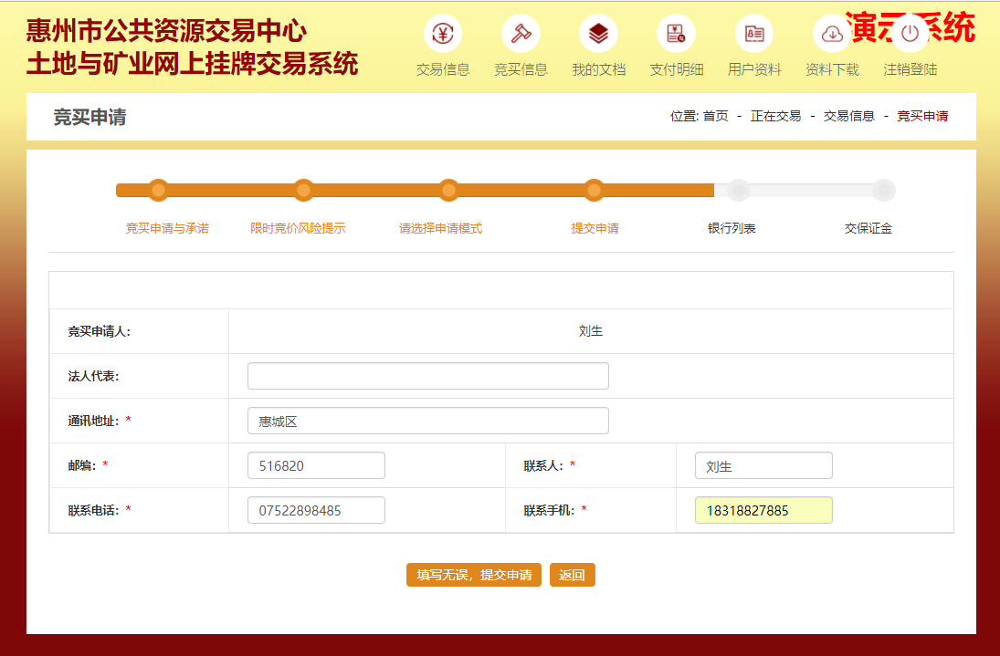 惠州市公共资源交易中心
土地与矿业网上挂牌交易系统
演示系统
交易信息 竞买信息 我的文档 支付明细 用户资料 资料下载 注销登陆
竞买申请
位置: 首页 - 正在交易 - 交易信息 - 竞买申请
竞买申请与承诺 限时竞价风险提示 请选择申请模式 提交申请 银行列表 交保证金
竞买申请人: 刘生
法人代表:
通讯地址: * 惠城区
邮编: * 516820 联系人: * 刘生
联系电话: * 07522898485 联系手机: * 18318827885
填写无误，提交申请 返回